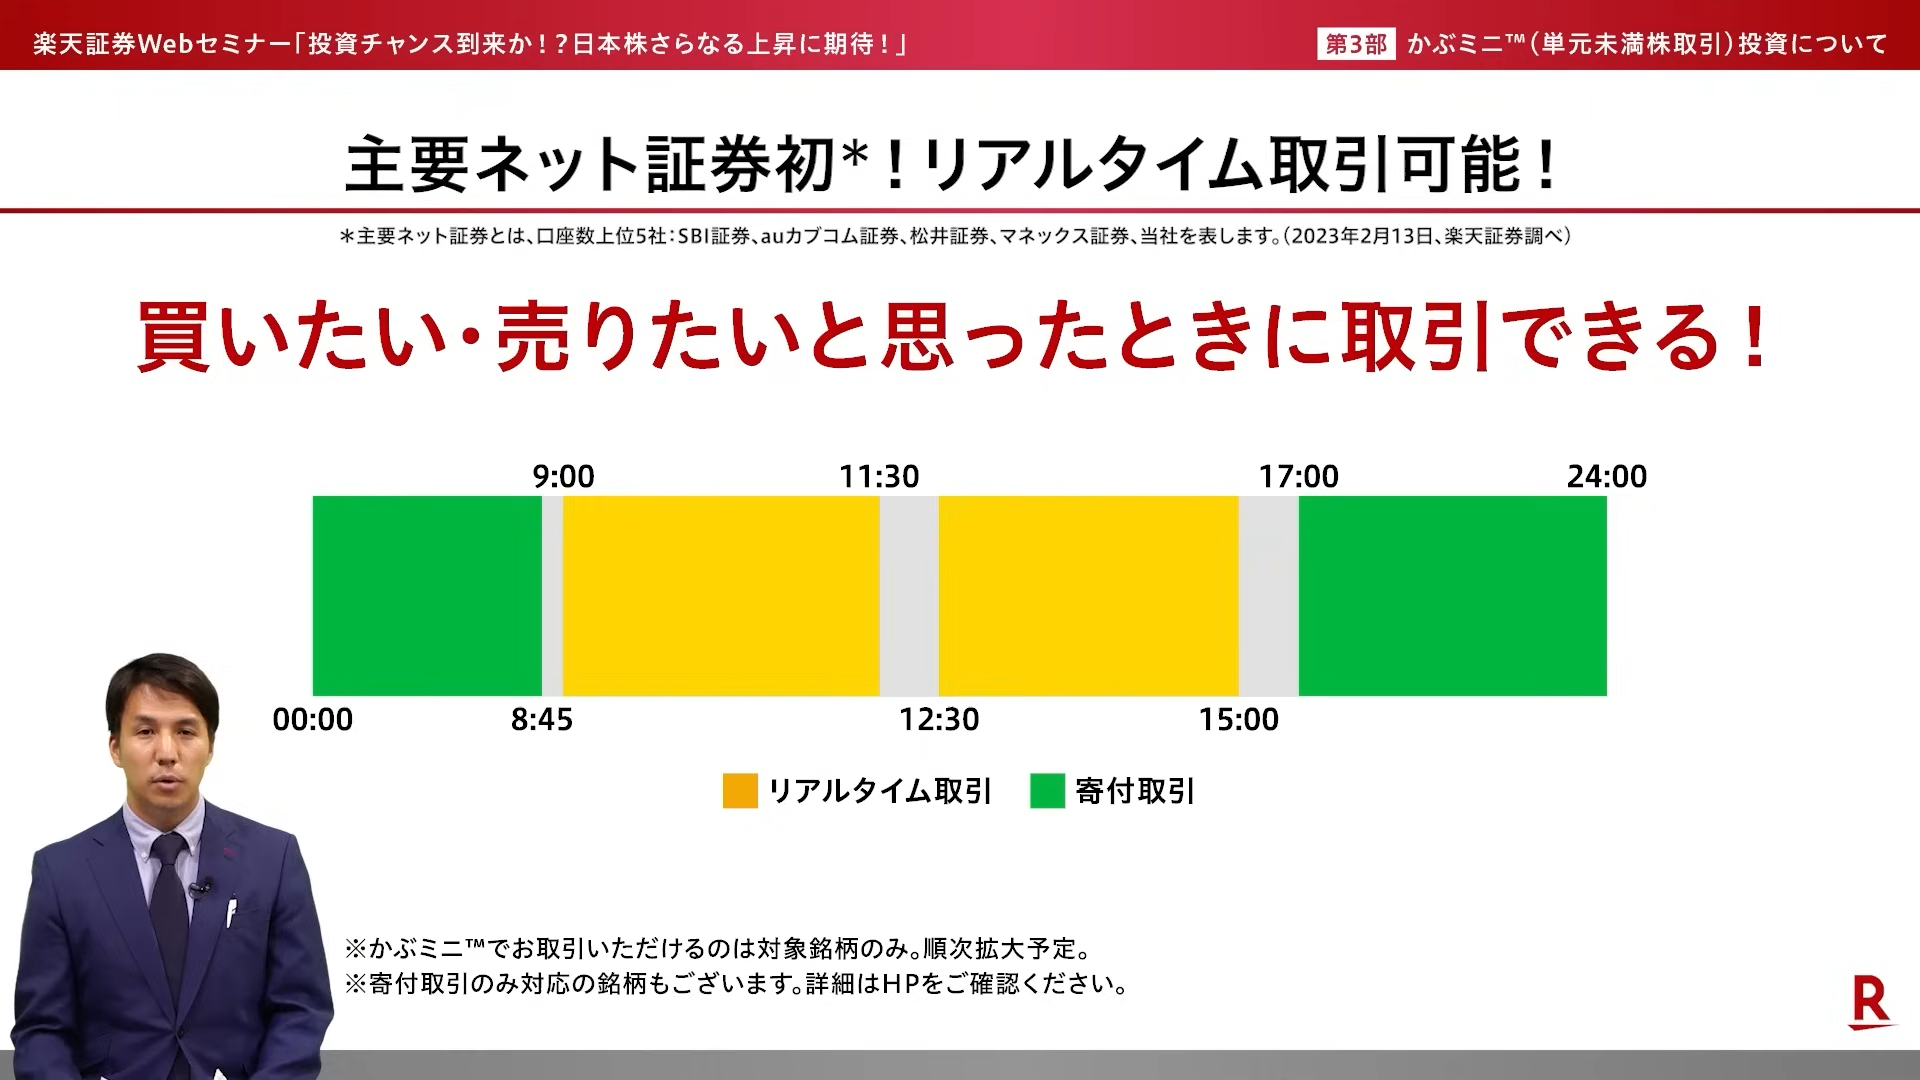 楽天証券Webセミナー「投資チャンス到来か！？日本株さらなる上昇に期待！」
第3部 かぶミニ™（単元未満株取引）投資について
主要ネット証券初*！リアルタイム取引可能！
＊主要ネット証券とは、口座数上位5社：SBI証券、auカブコム証券、松井証券、マネックス証券、当社を表します。（2023年2月13日、楽天証券調べ）
買いたい・売りたいと思ったときに取引できる！
9:00 11:30 17:00 24:00
00:00 8:45 12:30 15:00
リアルタイム取引 寄付取引
※かぶミニ™でお取引いただけるのは対象銘柄のみ。順次拡大予定。
※寄付取引のみ対応の銘柄もございます。詳細はHPをご確認ください。
R